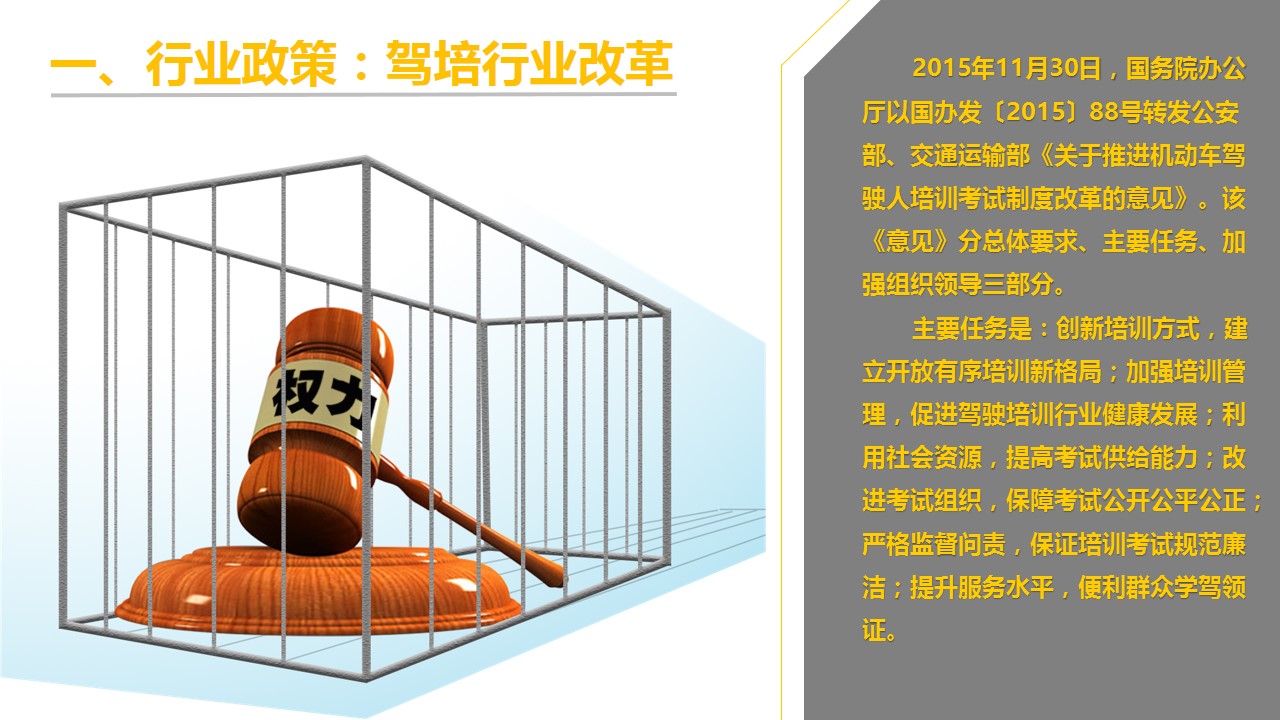 一、行业政策：驾培行业改革
权力
2015年11月30日，国务院办公
厅以国办发〔2015〕88号转发公安
部、交通运输部《关于推进机动车驾
驶人培训考试制度改革的意见》。该
《意见》分总体要求、主要任务、加
强组织领导三部分。
主要任务是：创新培训方式，建
立开放有序培训新格局；加强培训管
理，促进驾驶培训行业健康发展；利
用社会资源，提高考试供给能力；改
进考试组织，保障考试公开公平公正；
严格监督问责，保证培训考试规范廉
洁；提升服务水平，便利群众学驾领
证。